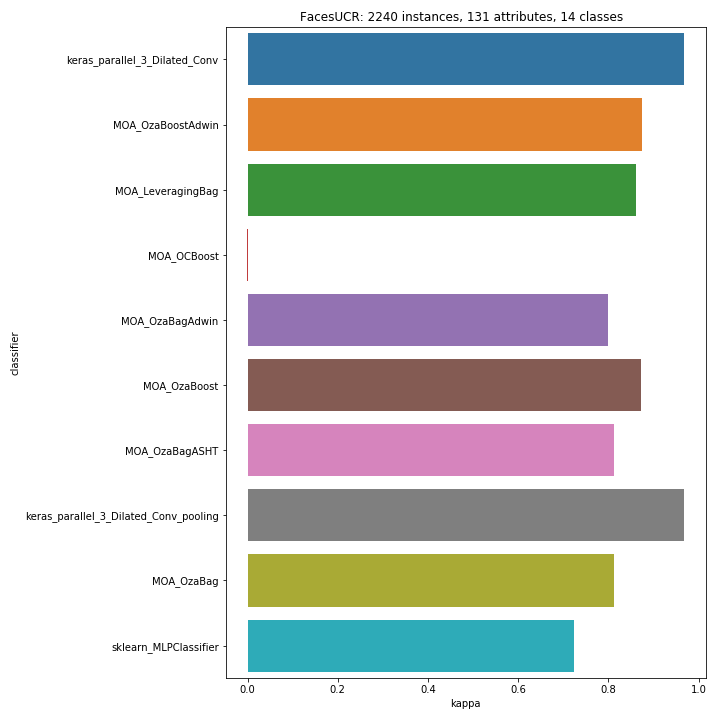 FacesUCR: 2240 instances, 131 attributes, 14 classes
keras_parallel_3_Dilated_Conv
MOA_OzaBoostAdwin
MOA_LeveragingBag
MOA_OCBoost
MOA_OzaBagAdwin
classifier
MOA_OzaBoost
MOA_OzaBagASHT
keras_parallel_3_Dilated_Conv_pooling
MOA_OzaBag
sklearn_MLPClassifier
0.0 0.2 0.4 0.6 0.8 1.0
kappa